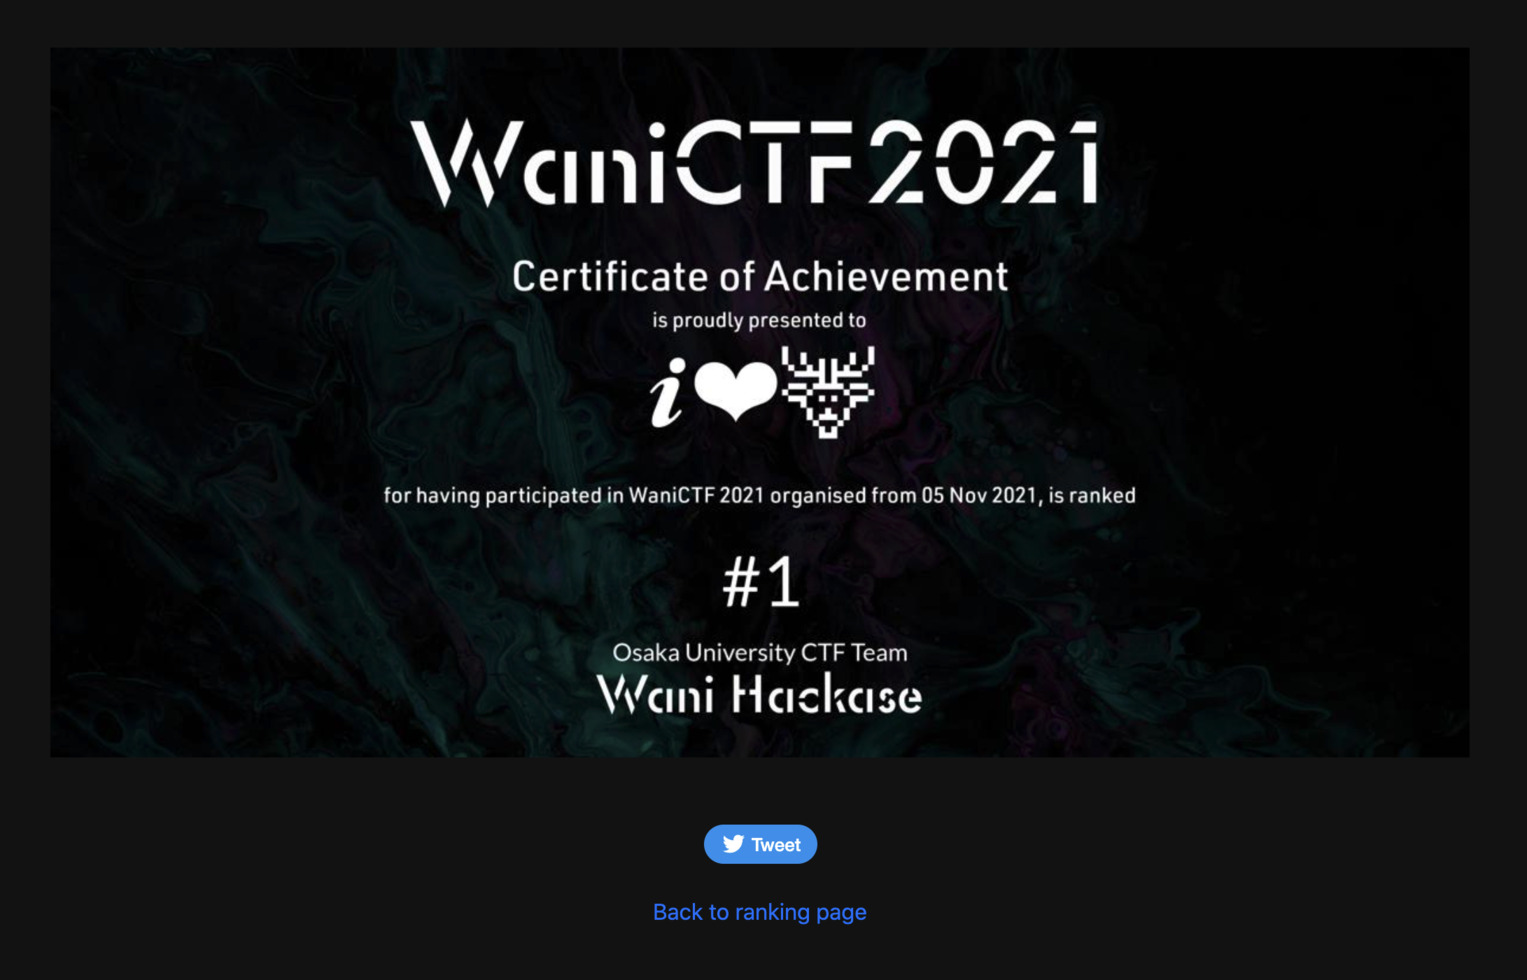 WaniCTF2021
Certificate of Achievement
is proudly presented to
i❤
for having participated in WaniCTF 2021 organised from 05 Nov 2021, is ranked
#1
Osaka University CTF Team
Wani Hackase
Tweet
Back to ranking page